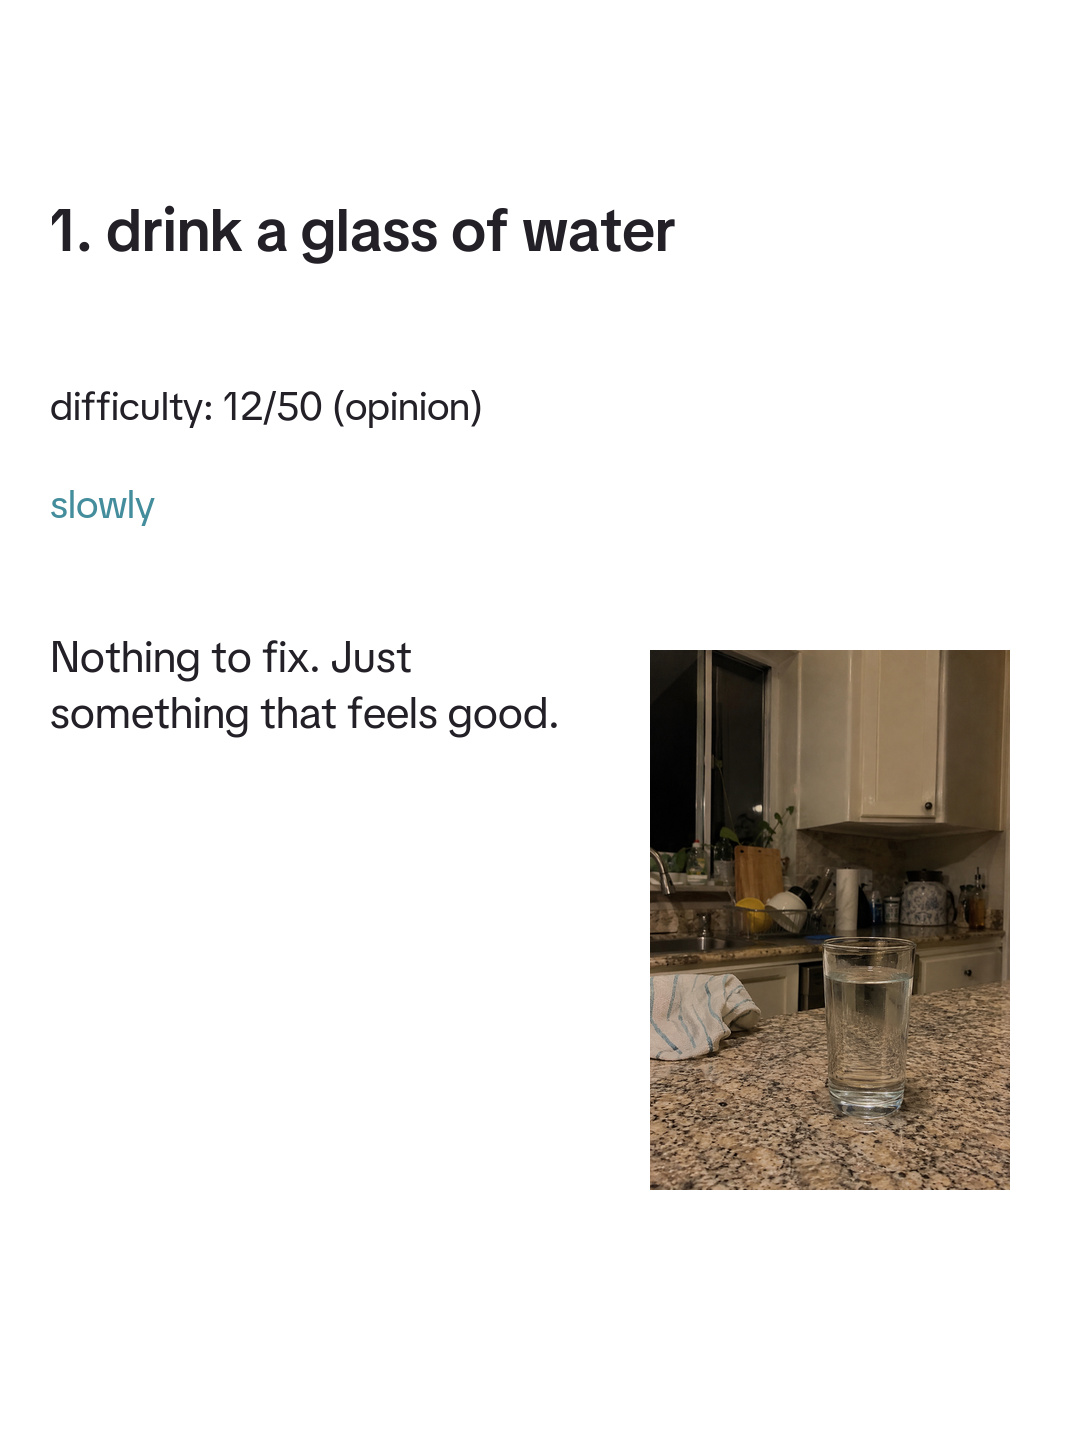 1. drink a glass of water
difficulty: 12/50 (opinion)
slowly
Nothing to fix. Just
something that feels good.